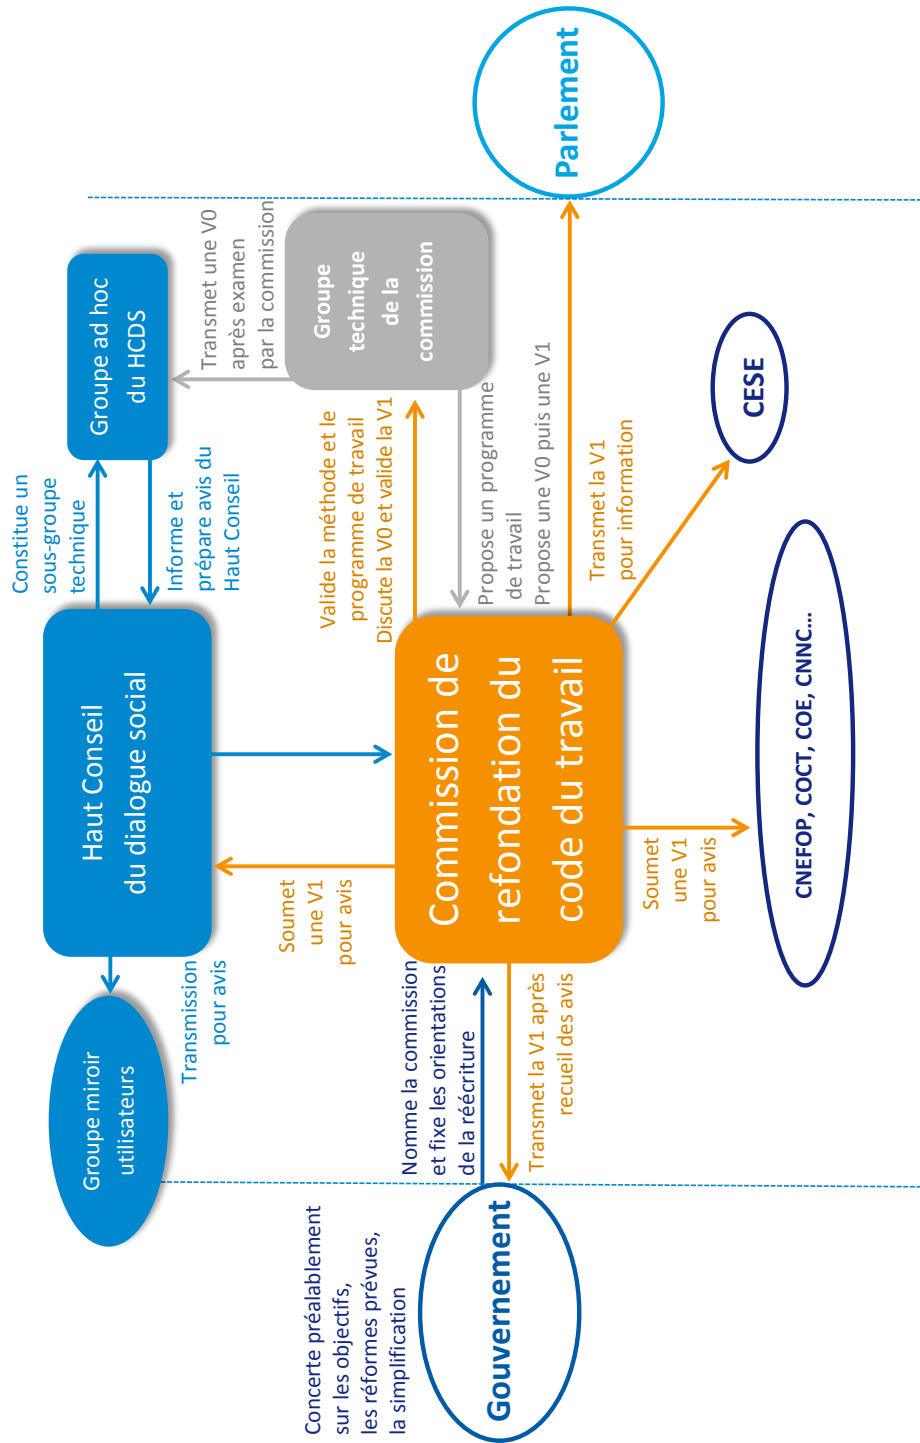 Groupe miroir
utilisateurs
Transmission
pour avis
Haut Conseil
du dialogue social
Constitue un
sous-groupe
technique
Informe et
prépare avis du
Haut Conseil
Groupe ad hoc
du HCDS
Transmet une V0
après examen
par la commission
Soumet
une V1
pour avis
Concerte préalablement
sur les objectifs,
les réformes prévues,
la simplification
Gouvernement
Nomme la commission
et fixe les orientations
de la réécriture
Transmet la V1 après
recueil des avis
Commission de
refondation du
code du travail
Valide la méthode et le
programme de travail
Discute la V0 et valide la V1
Groupe
technique
de la
commission
Propose un programme
de travail
Propose une V0 puis une V1
Parlement
Transmet la V1
pour information
Soumet
une V1
pour avis
CESE
CNEFOP, COCT, COE, CNNC...